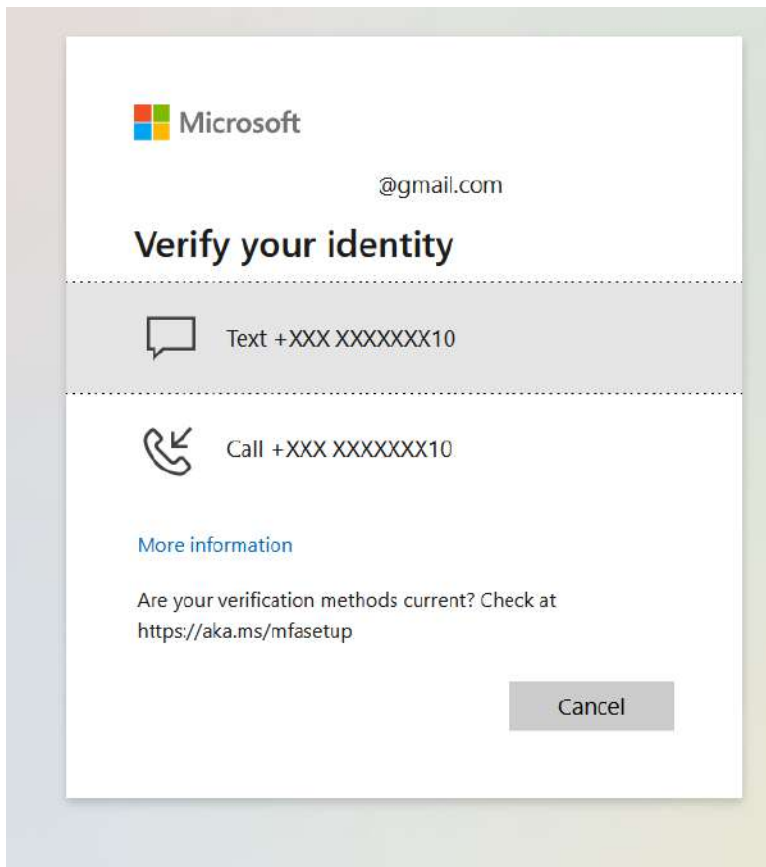 Microsoft
@gmail.com
Verify your identity
Text +XXX XXXXXXX10
Call +XXX XXXXXXX10
More information
Are your verification methods current? Check at
https://aka.ms/mfasetup
Cancel